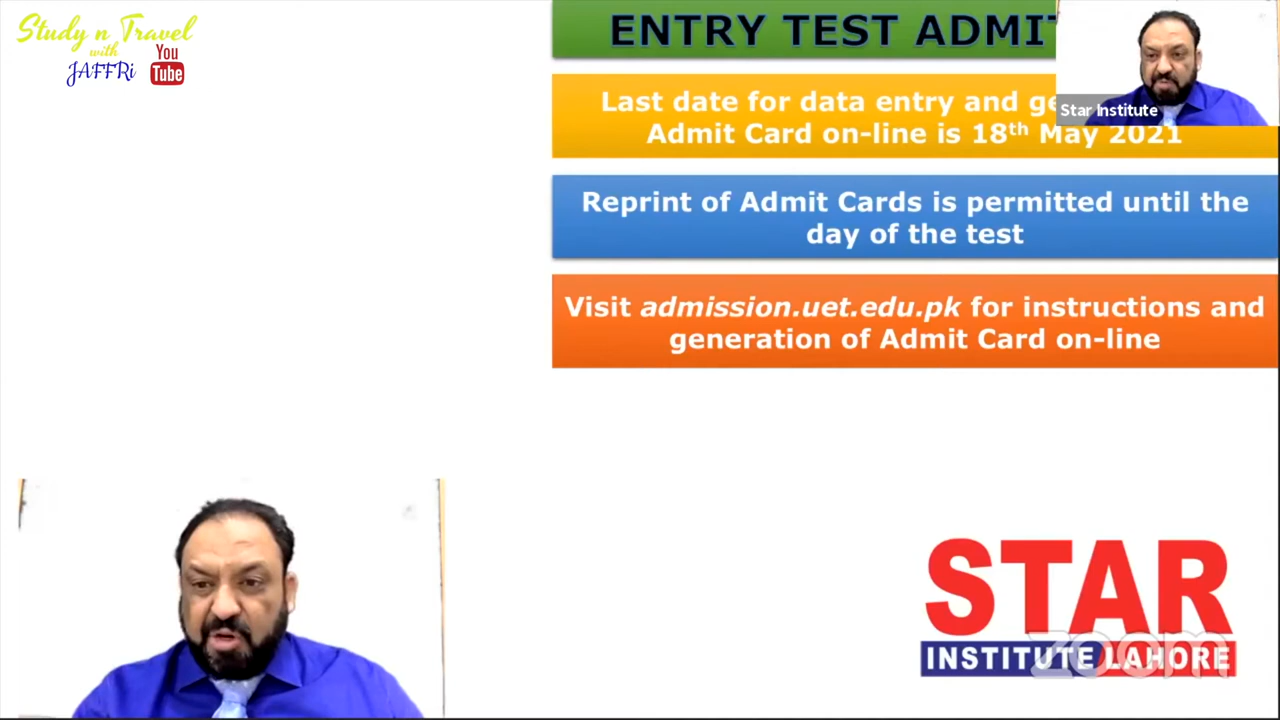 Study n Travel
with
JAFFRi
You
Tube
ENTRY TEST ADMIT
Last date for data entry and ge
Admit Card on-line is 18th May 2021
Star Institute
Reprint of Admit Cards is permitted until the
day of the test
Visit admission.uet.edu.pk for instructions and
generation of Admit Card on-line
STAR
INSTITUTE LAHORE
zoom